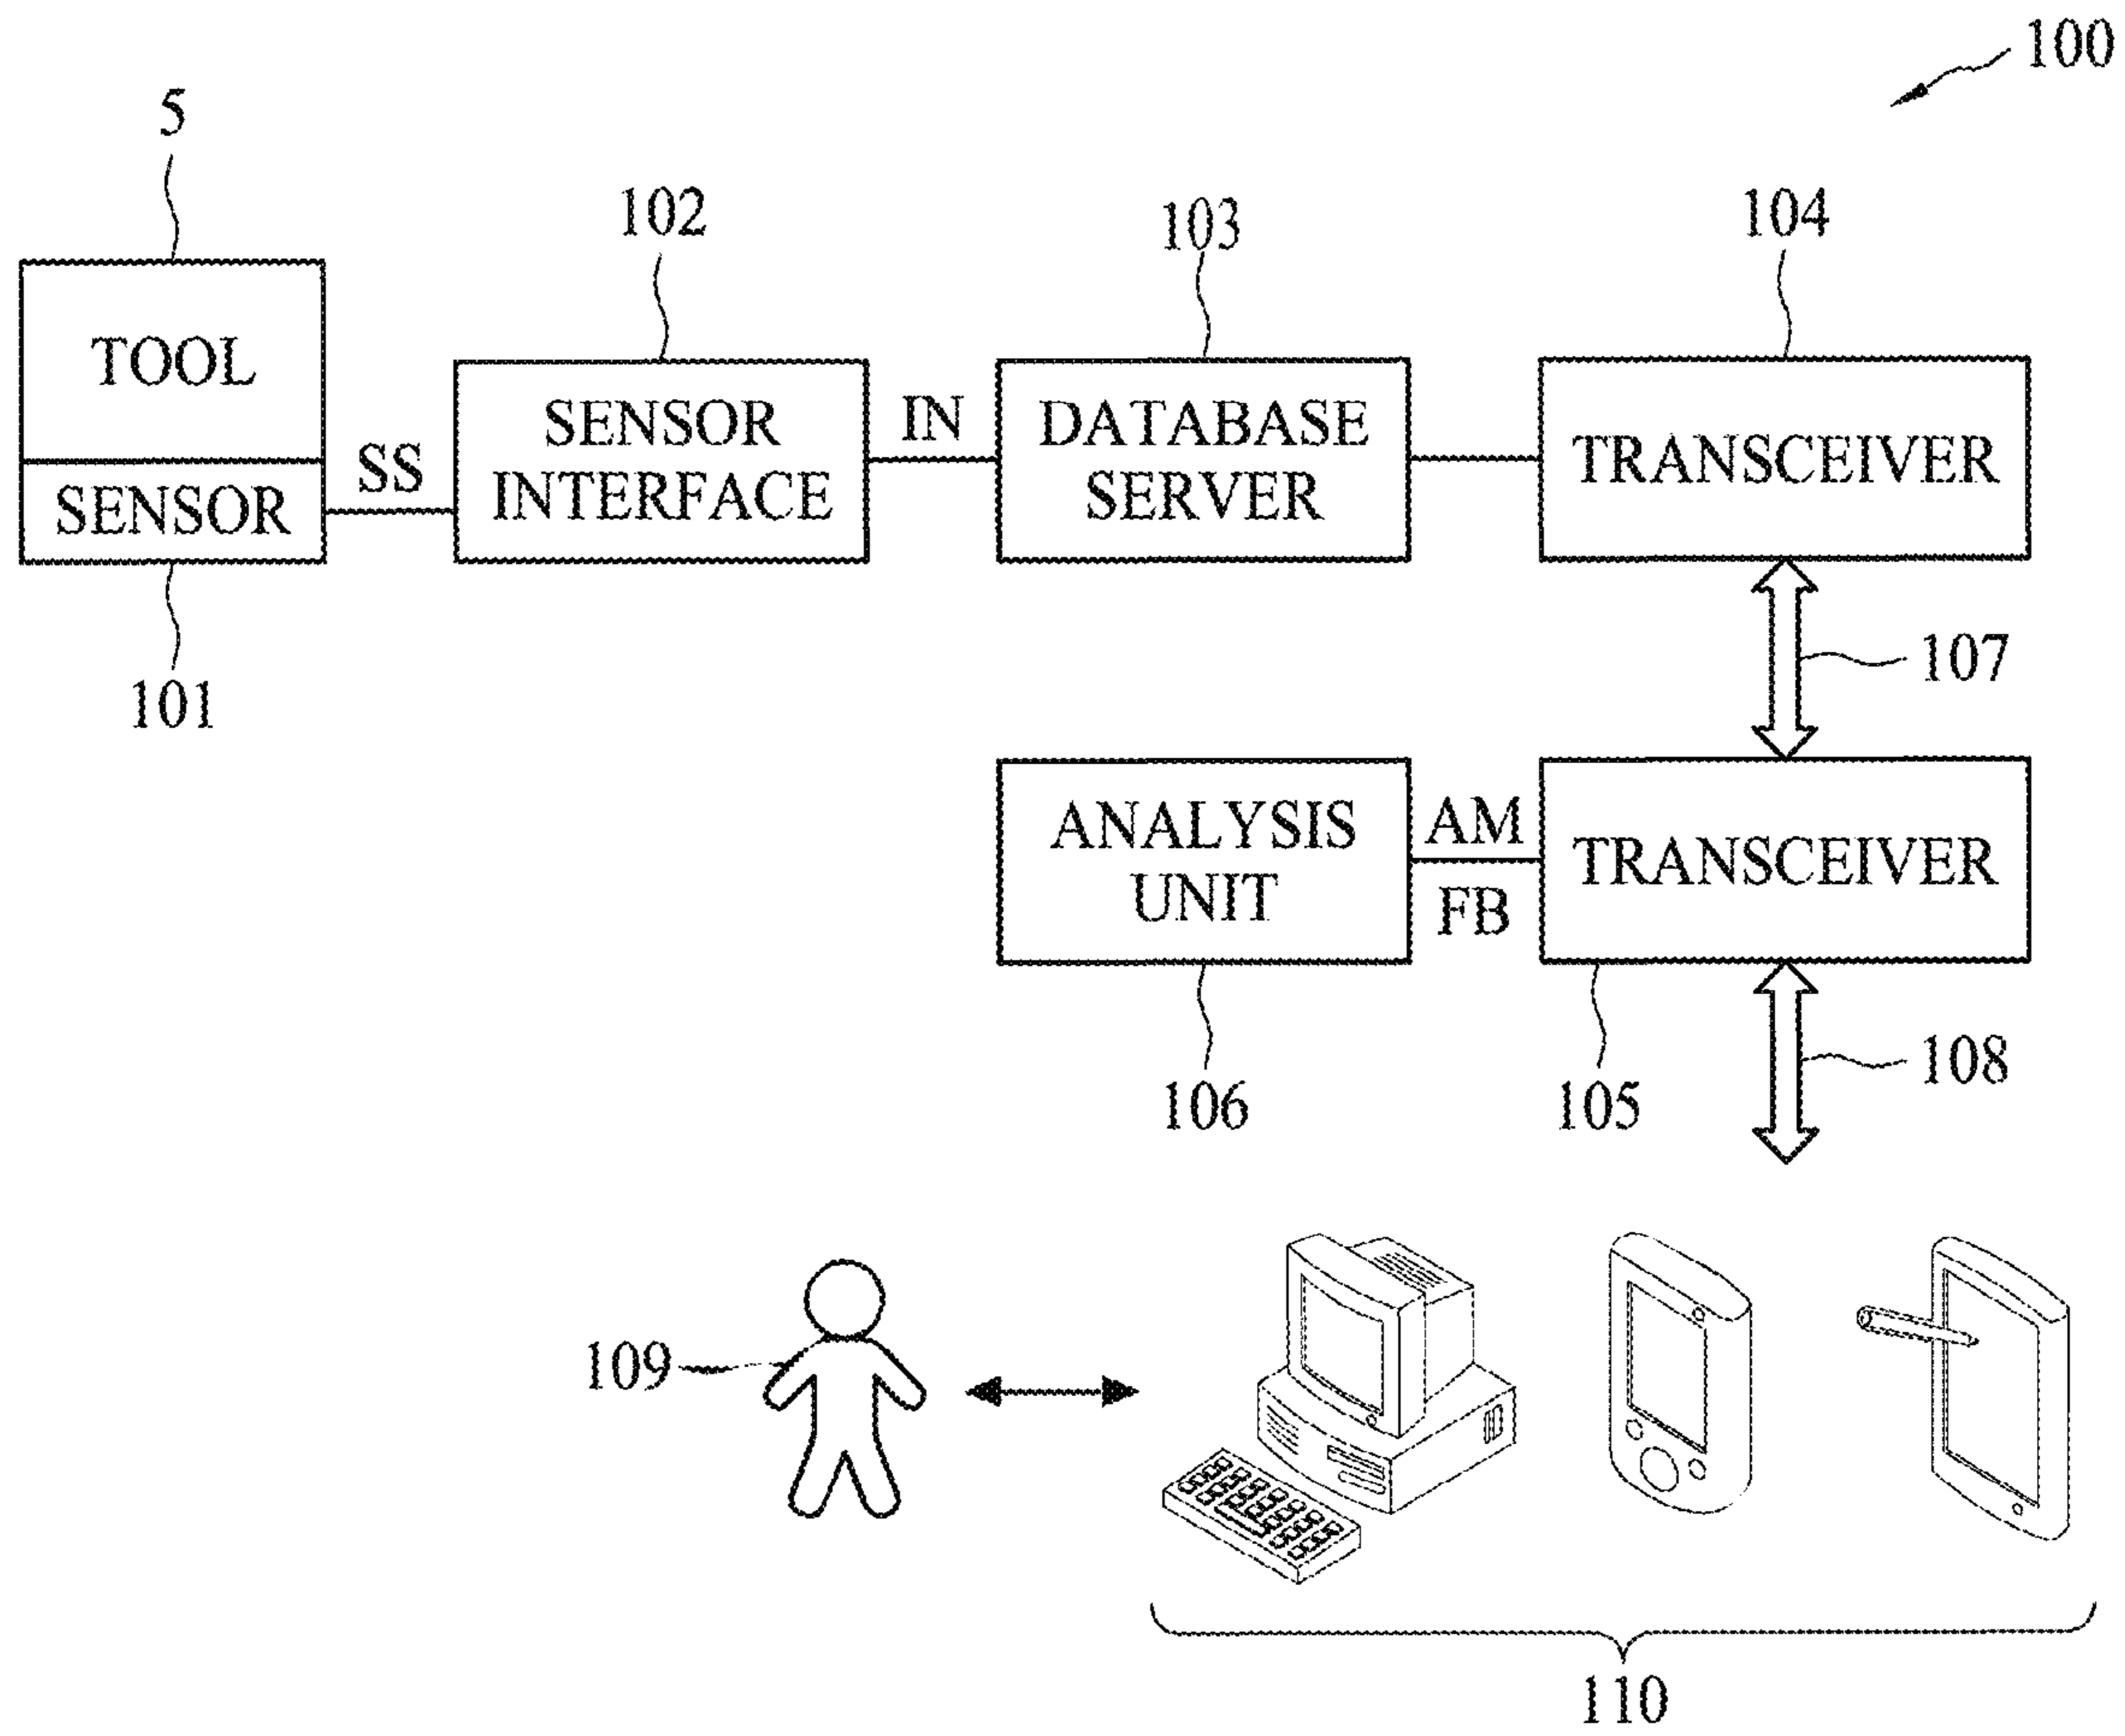 100
5
102
103
104
TOOL
SENSOR
INTERFACE
IN
DATABASE
SERVER
TRANSCEIVER
SS
SENSOR
101
107
ANALYSIS
UNIT
AM
FB
TRANSCEIVER
106
105
108
109
110